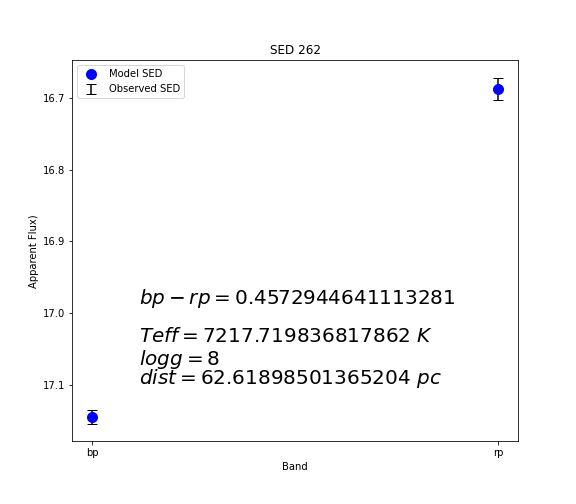 SED 262
Model SED
Observed SED
16.7
16.8
16.9
17.0
17.1
Apparent Flux)
bp − rp = 0.4572944641113281
Teff = 7217.719836817862 K
logg = 8
dist = 62.61898501365204 pc
bp
rp
Band